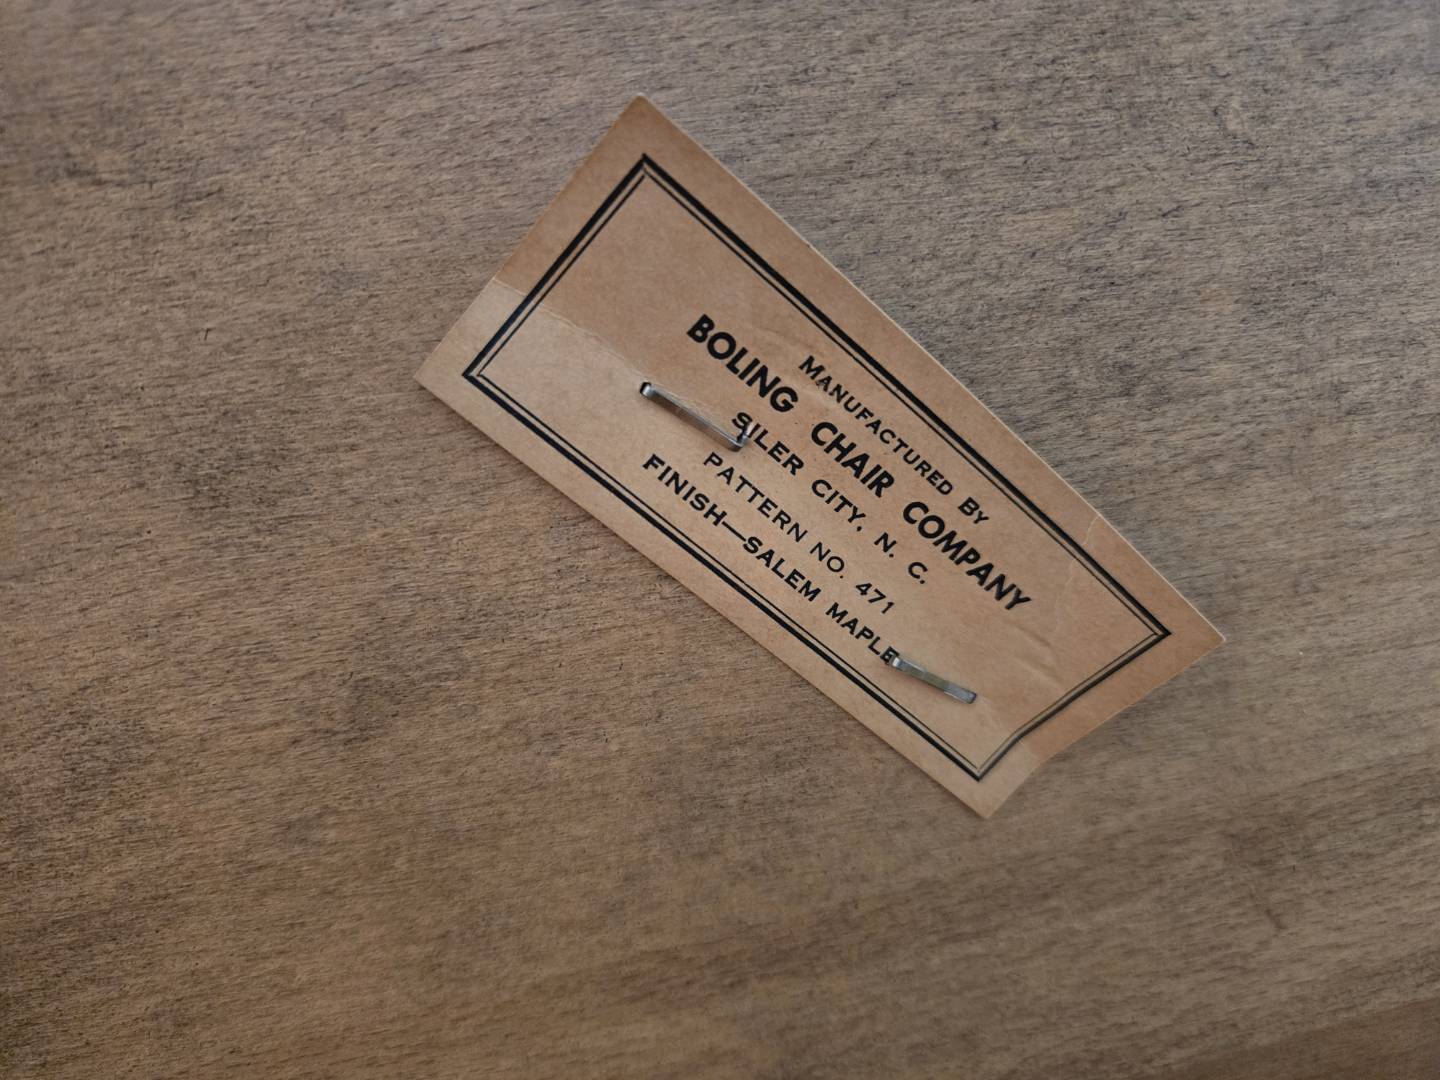 MANUFACTURED BY
BOLING CHAIR COMPANY
SILER CITY, N. C.
PATTERN NO. 471
FINISH—SALEM MAPLE